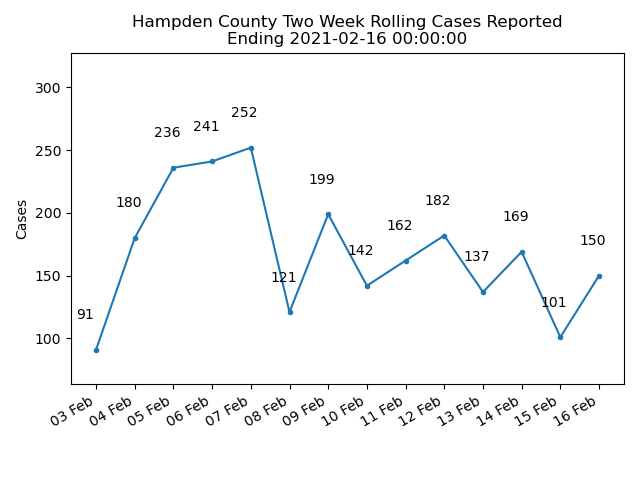 Hampden County Two Week Rolling Cases Reported
Ending 2021-02-16 00:00:00
Cases
300
250
200
150
100
91
180
236
241
252
121
199
142
162
182
137
169
101
150
03 Feb
04 Feb
05 Feb
06 Feb
07 Feb
08 Feb
09 Feb
10 Feb
11 Feb
12 Feb
13 Feb
14 Feb
15 Feb
16 Feb